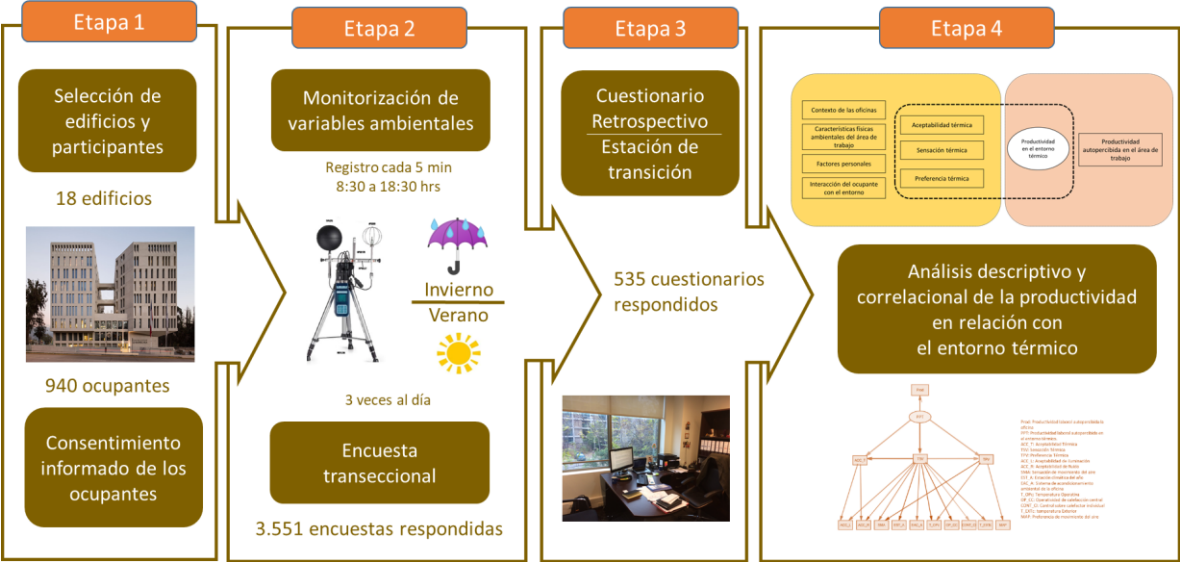 Etapa 1
Selección de
edificios y
participantes
18 edificios
940 ocupantes
Consentimiento
informado de los
ocupantes
Etapa 2
Monitorización de
variables ambientales
Registro cada 5 min
8:30 a 18:30 hrs
Invierno
Verano
3 veces al día
Encuesta
transeccional
3.551 encuestas respondidas
Etapa 3
Cuestionario
Retrospectivo
Estación de
transición
535 cuestionarios
respondidos
Etapa 4
Contexto de las oficinas
Características físicas
ambientales del área de
trabajo
Factores personales
Interacción del ocupante
con el entorno
Aceptabilidad térmica
Sensación térmica
Preferencia térmica
Productividad
en el entorno
térmico
Productividad
autopercibida en el área de
trabajo
Análisis descriptivo y
correlacional de la productividad
en relación con
el entorno térmico